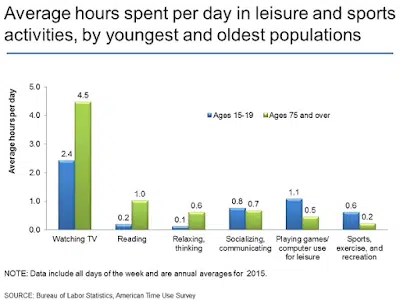 Average hours spent per day in leisure and sports
activities, by youngest and oldest populations
Average hours per day
5.0
4.0
3.0
2.0
1.0
0.0
Ages 15-19
Ages 75 and over
2.4
4.5
0.2
1.0
0.1
0.6
0.8
0.7
1.1
0.5
0.6
0.2
Watching TV
Reading
Relaxing,
thinking
Socializing,
communicating
Playing games/
computer use
for leisure
Sports,
exercise, and
recreation
NOTE: Data include all days of the week and are annual averages for 2015.
SOURCE: Bureau of Labor Statistics, American Time Use Survey